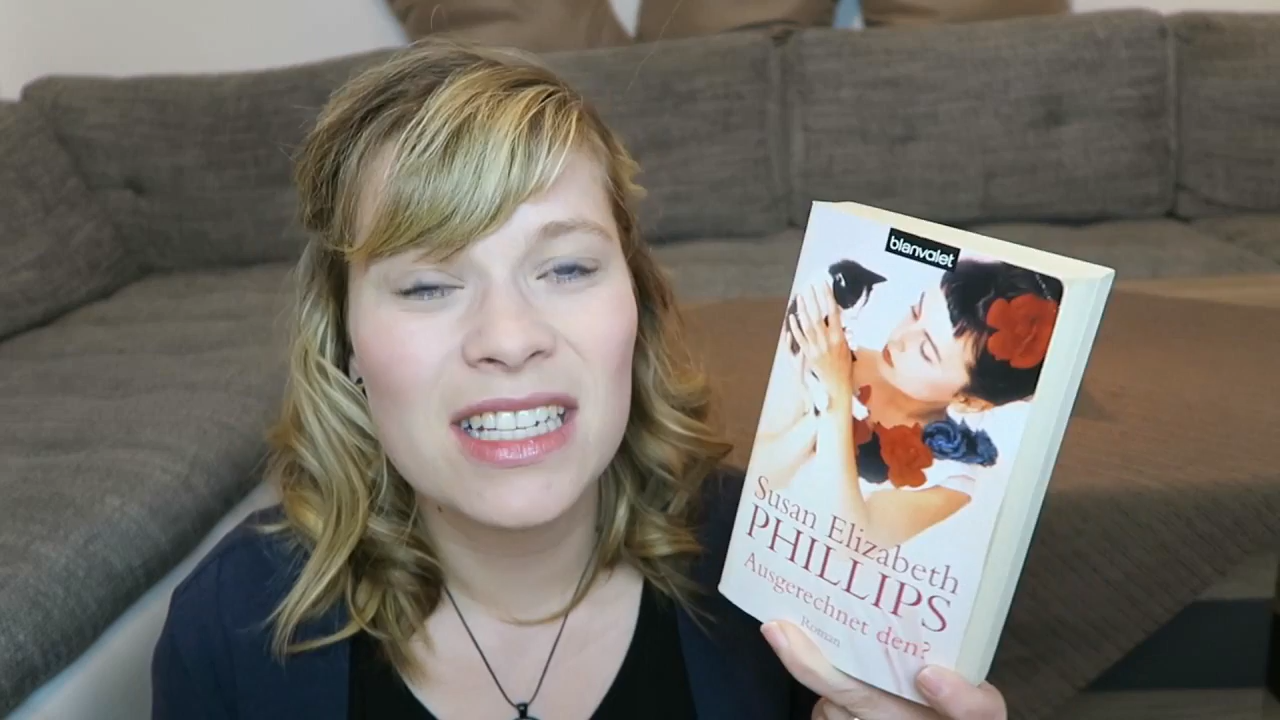 blanvalet
Susan Elizabeth
PHILLIPS
Ausgerechnet den?
Roman